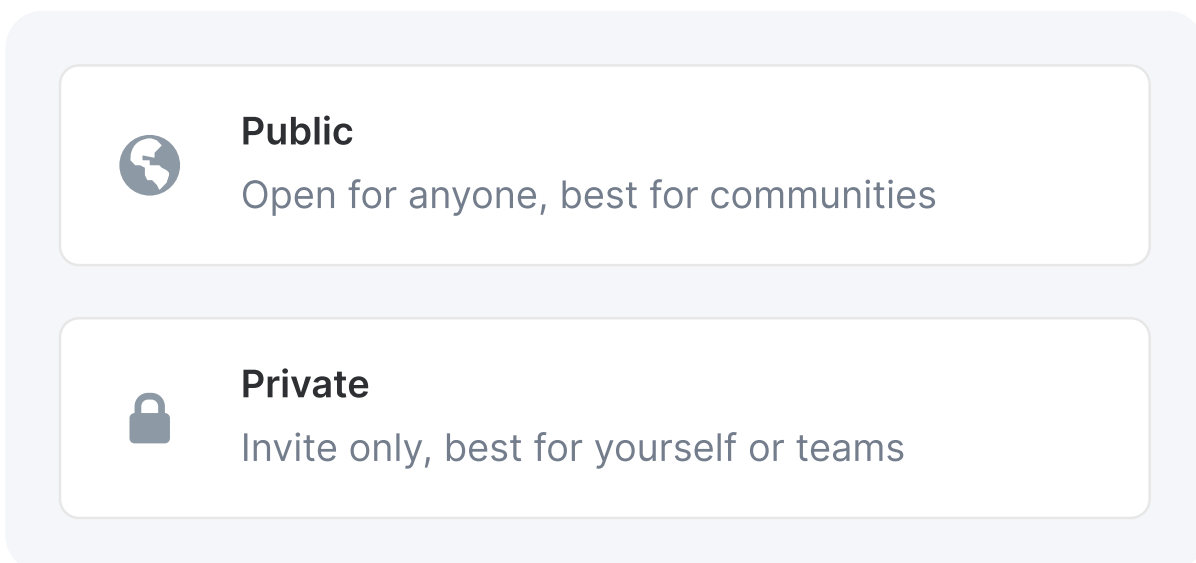 Public
Open for anyone, best for communities
Private
Invite only, best for yourself or teams